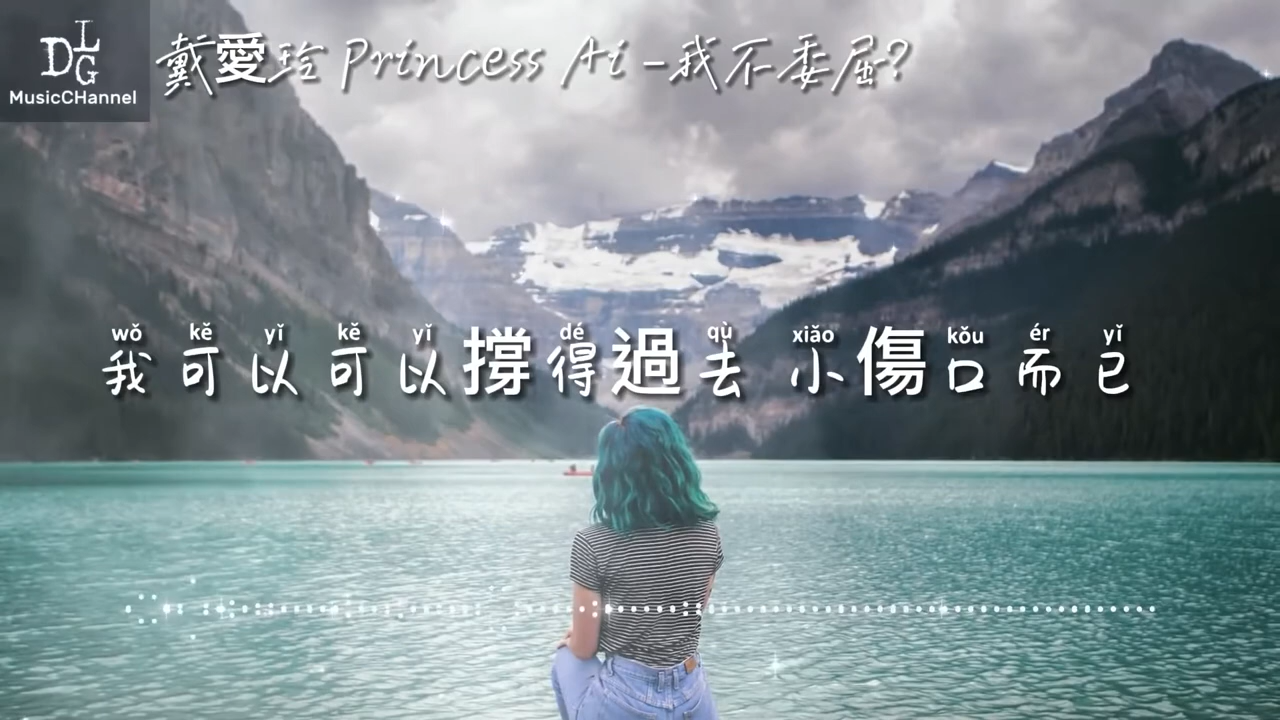 DLG
MusicCHannel
戴愛玲 Princess Ai -我不委屈?
wǒ kě yǐ kě yǐ dé qù xiǎo kǒu ér yǐ
我可以可以撐得過去 小傷口而已